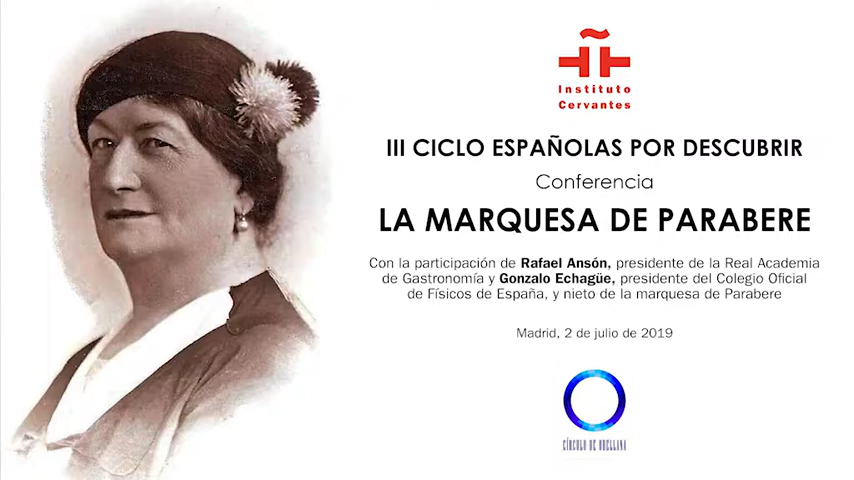 Instituto
Cervantes
III CICLO ESPAÑOLAS POR DESCUBRIR
Conferencia
LA MARQUESA DE PARABERE
Con la participación de Rafael Ansón, presidente de la Real Academia
de Gastronomía y Gonzalo Echagüe, presidente del Colegio Oficial
de Físicos de España, y nieto de la marquesa de Parabere
Madrid, 2 de julio de 2019
CÍRCULO DE ORELLANA